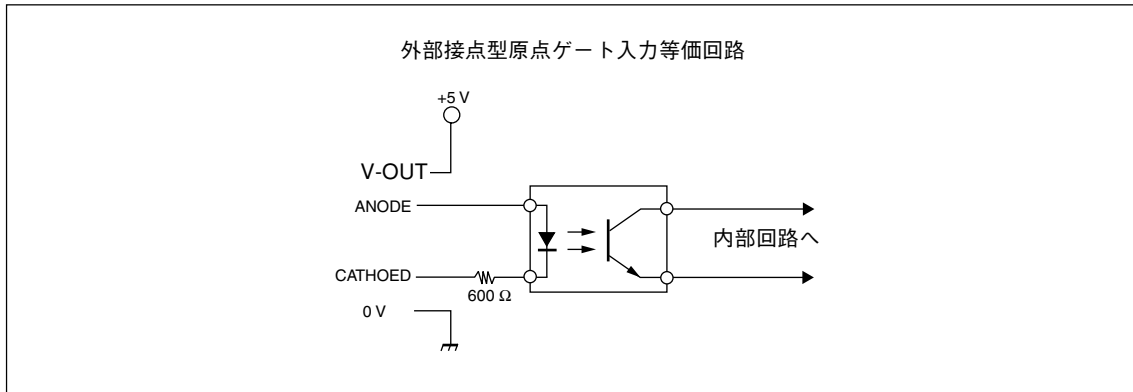 外部接点型原点ゲート入力等価回路
+5 V
V-OUT
ANODE
内部回路へ
CATHOED
600 Ω
0 V